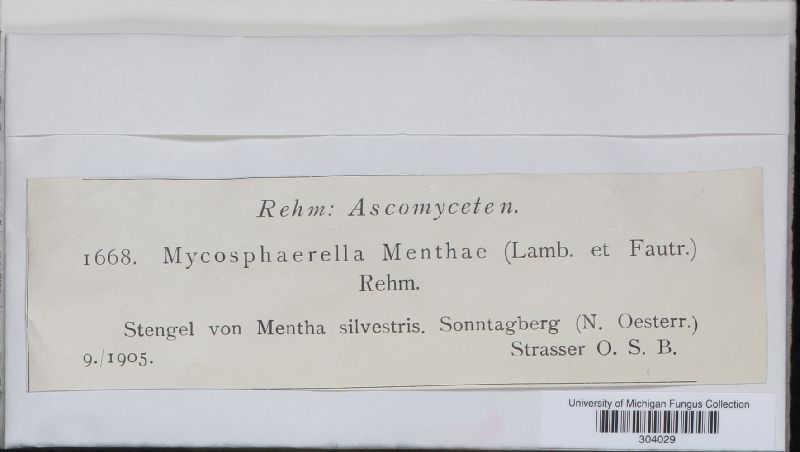 Rehm: Ascomyceten.
1668. Mycosphaerella Menthae (Lamb. et Fautr.)
Rehm.
Stengel von Mentha silvestris. Sonntagberg (N. Oesterr.)
9./1905. Strasser O. S. B.
University of Michigan Fungus Collection
304029